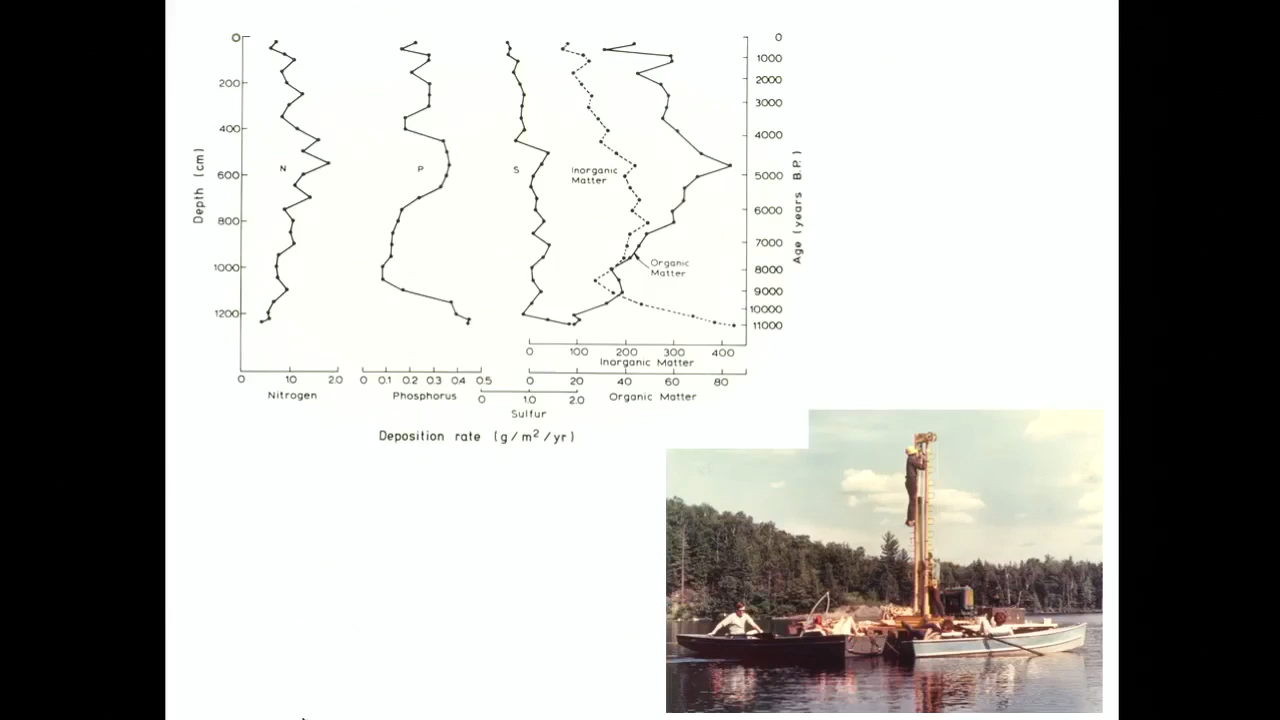 0
200
400
600
800
1000
1200
Depth (cm)
N
P
S
Inorganic
Matter
Organic
Matter
0
1000
2000
3000
4000
5000
6000
7000
8000
9000
10000
11000
Age (years B.P.)
0 100 200 300 400
Inorganic Matter
0 1.0 2.0
Nitrogen
0 0.1 0.2 0.3 0.4 0.5
Phosphorus
0 20 40 60 80
Organic Matter
0 1.0 2.0
Sulfur
Deposition rate (g/m²/yr)